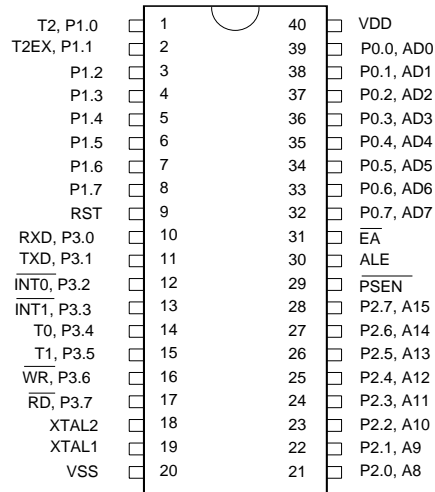 T2, P1.0 1 40 VDD
T2EX, P1.1 2 39 P0.0, AD0
P1.2 3 38 P0.1, AD1
P1.3 4 37 P0.2, AD2
P1.4 5 36 P0.3, AD3
P1.5 6 35 P0.4, AD4
P1.6 7 34 P0.5, AD5
P1.7 8 33 P0.6, AD6
RST 9 32 P0.7, AD7
RXD, P3.0 10 31 EA
TXD, P3.1 11 30 ALE
INT0, P3.2 12 29 PSEN
INT1, P3.3 13 28 P2.7, A15
T0, P3.4 14 27 P2.6, A14
T1, P3.5 15 26 P2.5, A13
WR, P3.6 16 25 P2.4, A12
RD, P3.7 17 24 P2.3, A11
XTAL2 18 23 P2.2, A10
XTAL1 19 22 P2.1, A9
VSS 20 21 P2.0, A8